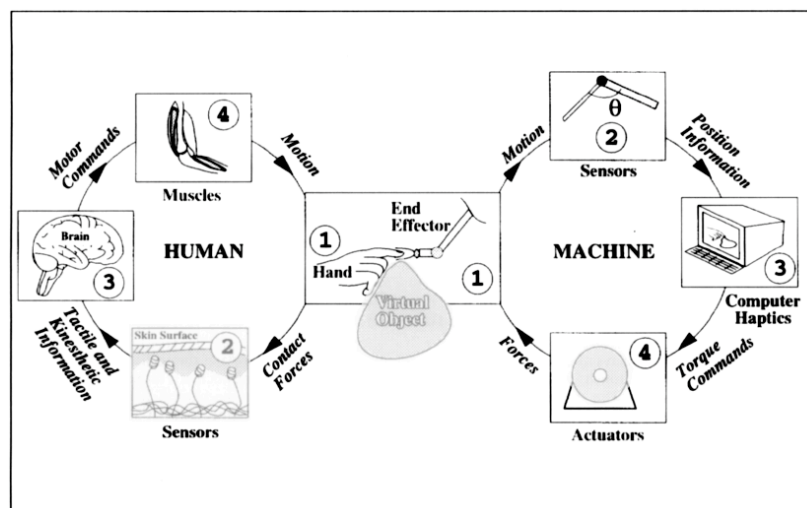 4
Muscles
Motor
Commands
Motion
Brain
3
HUMAN
1
Hand
End
Effector
1
Virtual
Object
Tactile and
Kinesthetic
Information
Skin Surface
2
Sensors
Contact
Forces
Motion
θ
2
Sensors
Position
Information
MACHINE
3
Computer
Haptics
Forces
4
Actuators
Torque
Commands